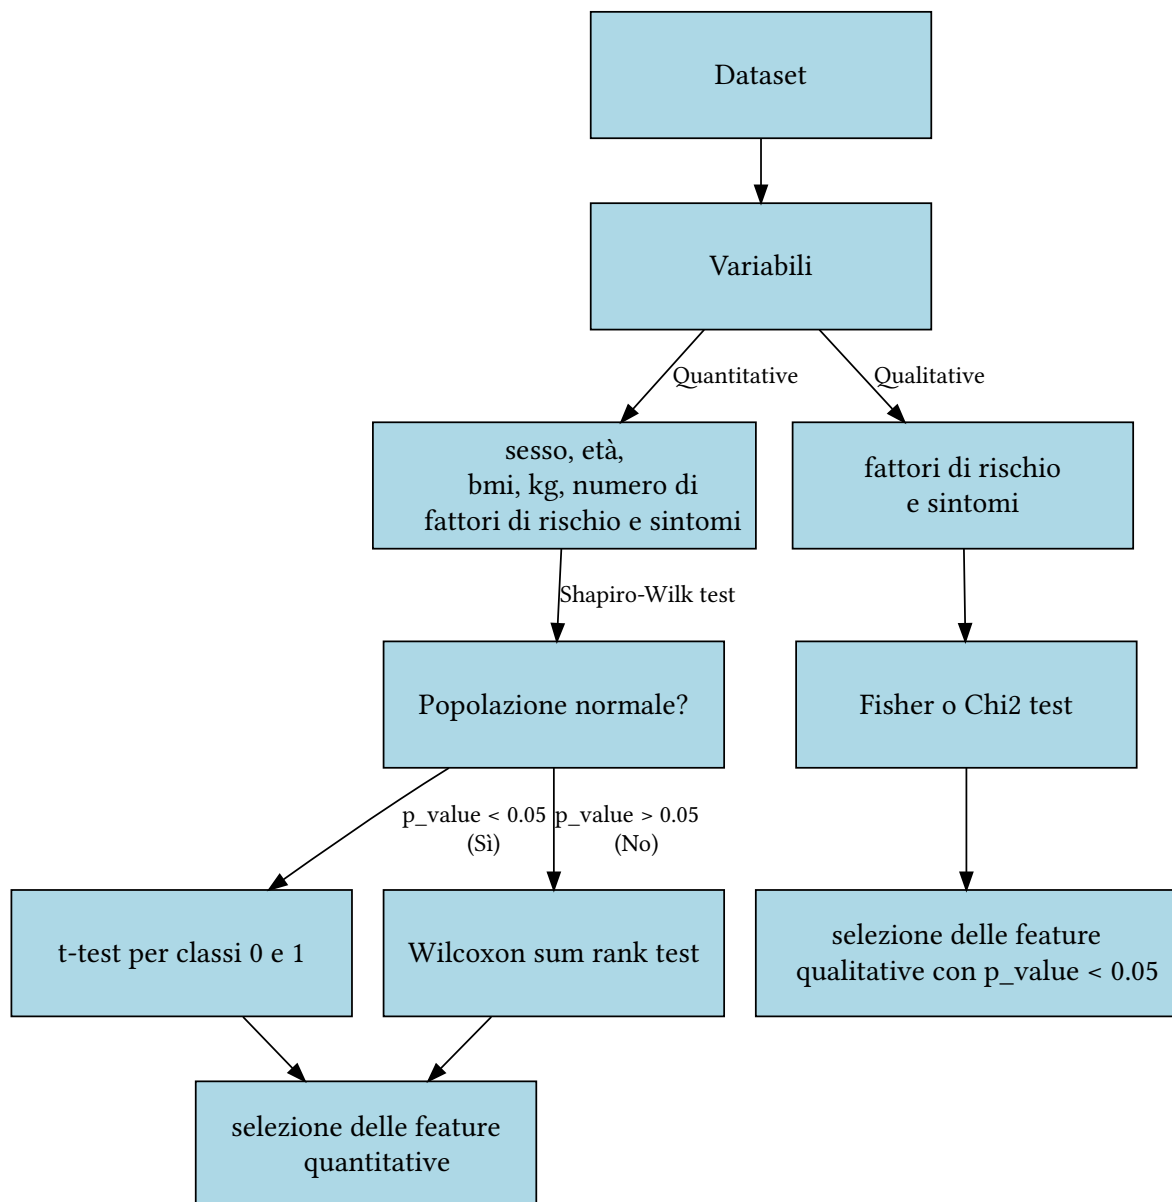 Dataset
Variabili
Quantitative
Qualitative
sesso, età,
bmi, kg, numero di
fattori di rischio e sintomi
fattori di rischio
e sintomi
Shapiro-Wilk test
Popolazione normale?
Fisher o Chi2 test
p_value < 0.05
(Sì)
p_value > 0.05
(No)
t-test per classi 0 e 1
Wilcoxon sum rank test
selezione delle feature
qualitative con p_value < 0.05
selezione delle feature
quantitative